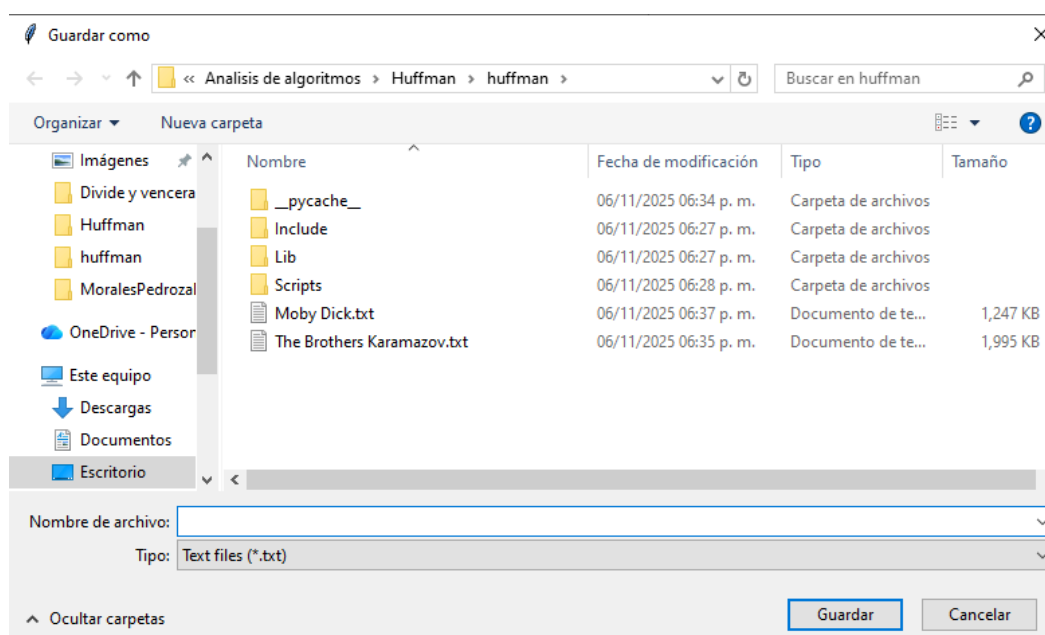 Guardar como
« Analisis de algoritmos > Huffman > huffman >
Buscar en huffman
Organizar
Nueva carpeta
Nombre Fecha de modificación Tipo Tamaño
Imágenes
Divide y vencera
Huffman
huffman
MoralesPedrozal
OneDrive - Person
Este equipo
Descargas
Documentos
Escritorio
__pycache__ 06/11/2025 06:34 p. m. Carpeta de archivos
Include 06/11/2025 06:27 p. m. Carpeta de archivos
Lib 06/11/2025 06:27 p. m. Carpeta de archivos
Scripts 06/11/2025 06:28 p. m. Carpeta de archivos
Moby Dick.txt 06/11/2025 06:37 p. m. Documento de te... 1,247 KB
The Brothers Karamazov.txt 06/11/2025 06:35 p. m. Documento de te... 1,995 KB
Nombre de archivo:
Tipo: Text files (*.txt)
Ocultar carpetas
Guardar
Cancelar